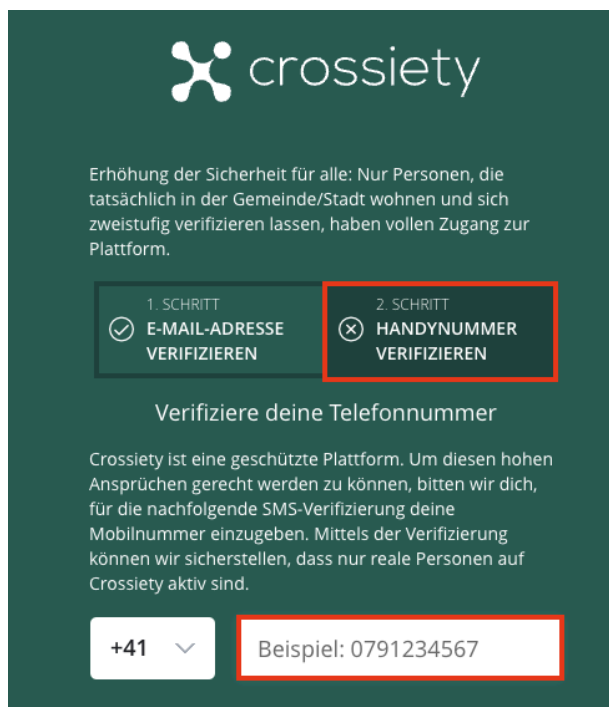 crossiety
Erhöhung der Sicherheit für alle: Nur Personen, die
tatsächlich in der Gemeinde/Stadt wohnen und sich
zweistufig verifizieren lassen, haben vollen Zugang zur
Plattform.
1. SCHRITT
E-MAIL-ADRESSE
VERIFIZIEREN
2. SCHRITT
HANDYNUMMER
VERIFIZIEREN
Verifiziere deine Telefonnummer
Crossiety ist eine geschützte Plattform. Um diesen hohen
Ansprüchen gerecht werden zu können, bitten wir dich,
für die nachfolgende SMS-Verifizierung deine
Mobilnummer einzugeben. Mittels der Verifizierung
können wir sicherstellen, dass nur reale Personen auf
Crossiety aktiv sind.
+41
Beispiel: 0791234567